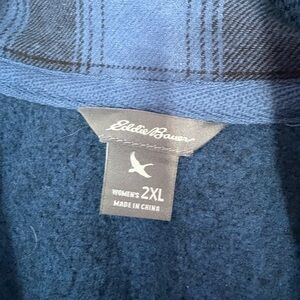 Eddie Bauer
WOMEN'S 2XL
MADE IN CHINA